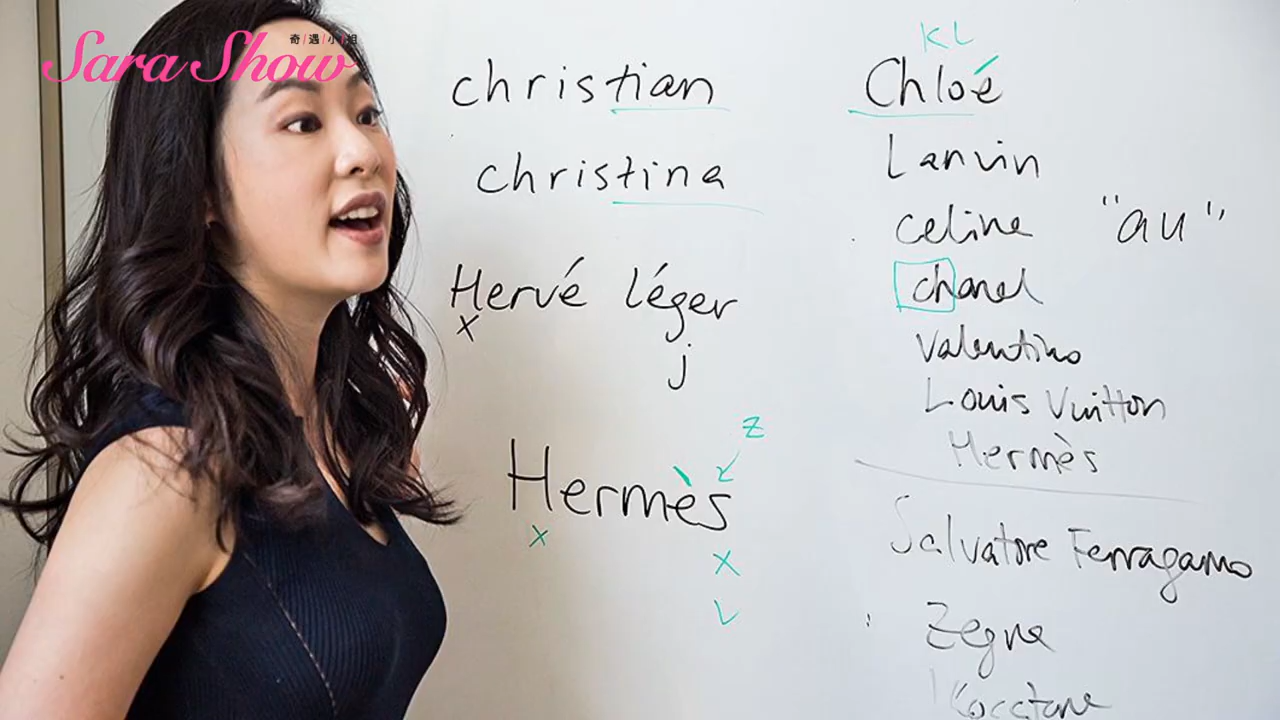 Sara Show
奇/遇/小/姐
christian
christina
Hervé léger
x
j
z
Hermès
x
x
KL
Chloé
Lanvin
celine "au"
chanel
valentino
Louis Vuitton
Hermès
Salvatore Ferragamo
Zegna